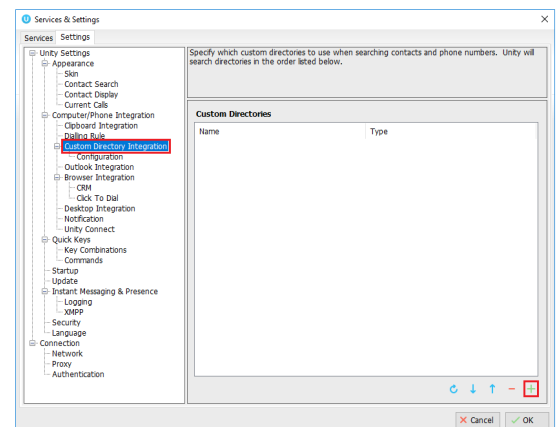 Services & Settings
Services Settings
Unity Settings
Appearance
Skin
Contact Search
Contact Display
Current Calls
Computer/Phone Integration
Clipboard Integration
Dialling Rule
Custom Directory Integration
Configuration
Outlook Integration
Browser Integration
CRM
Click To Dial
Desktop Integration
Notification
Unity Connect
Quick Keys
Key Combinations
Commands
Startup
Update
Instant Messaging & Presence
Logging
XMPP
Security
Language
Connection
Network
Proxy
Authentication
Specify which custom directories to use when searching contacts and phone numbers. Unity will
search directories in the order listed below.
Custom Directories
Name Type
Cancel OK